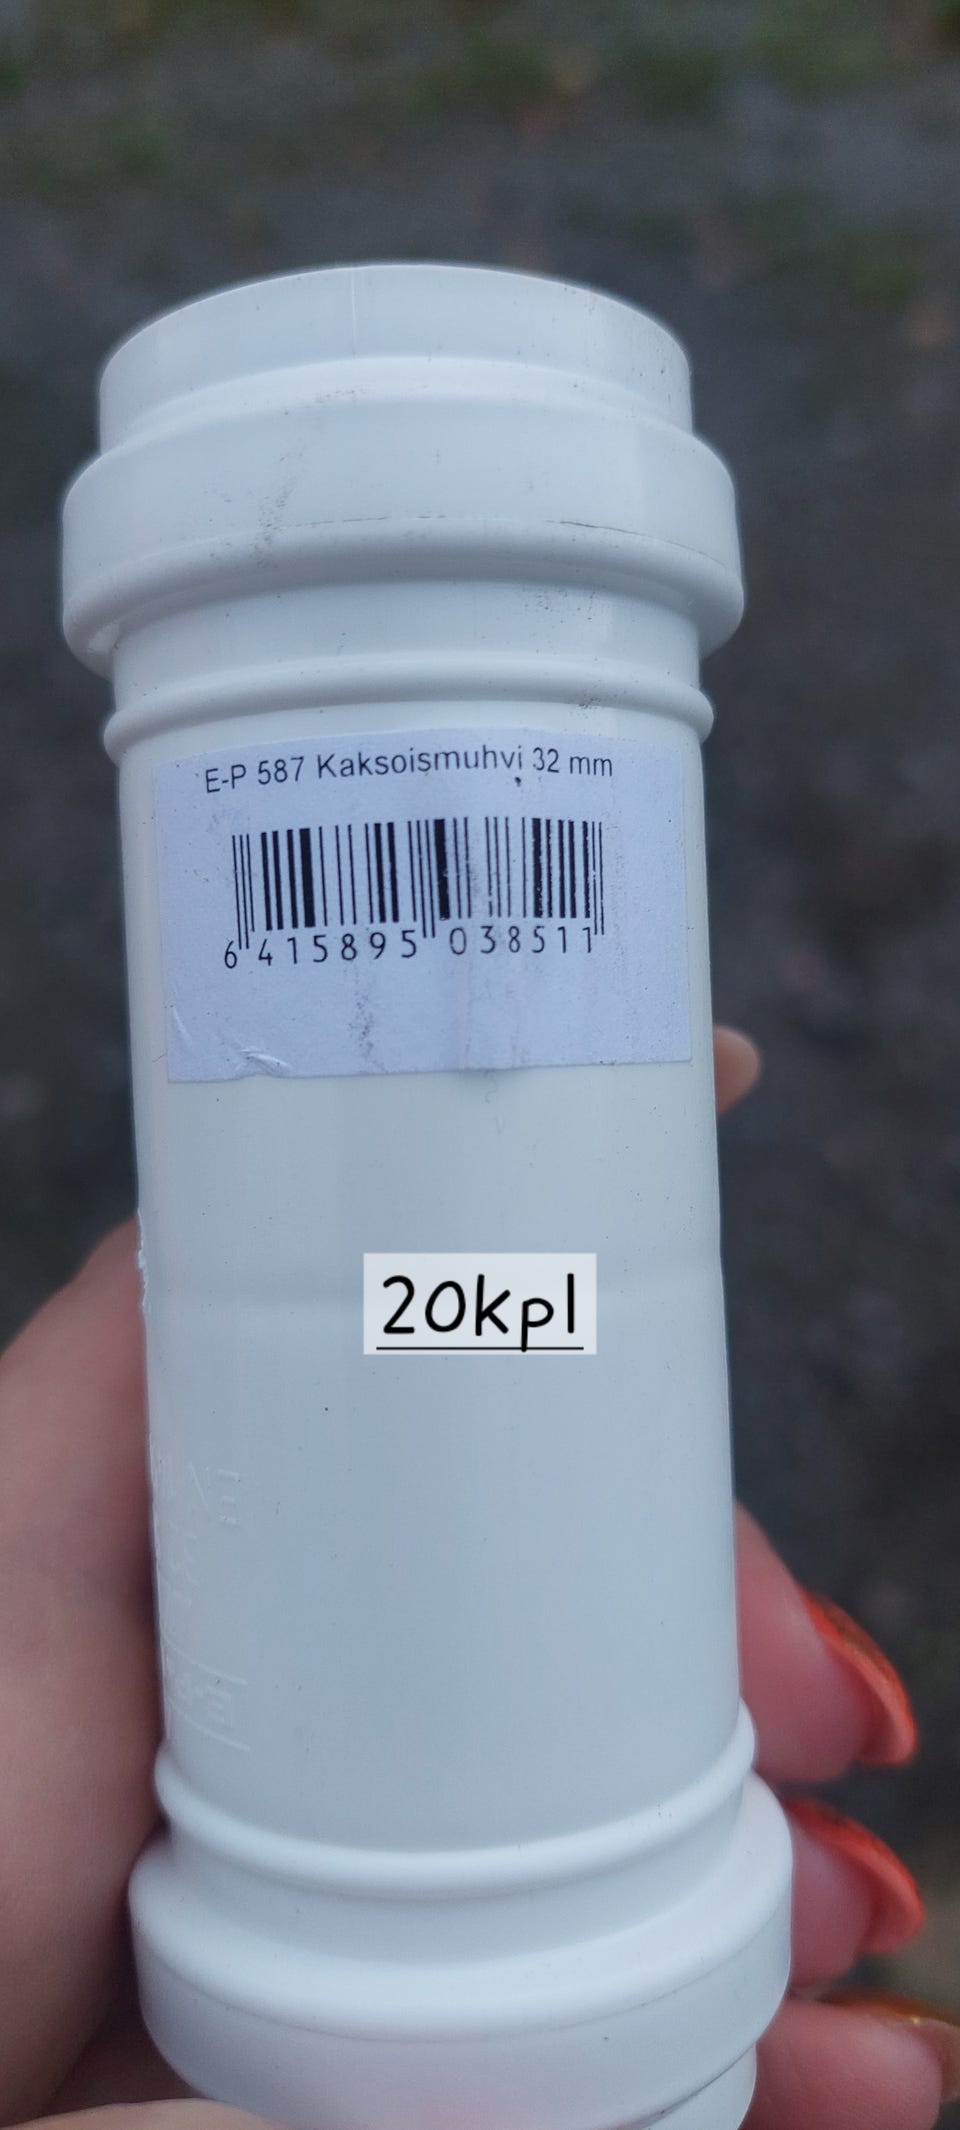 E-P 587 Kaksoismuhvi 32 mm
6 415895 038511
20kpl